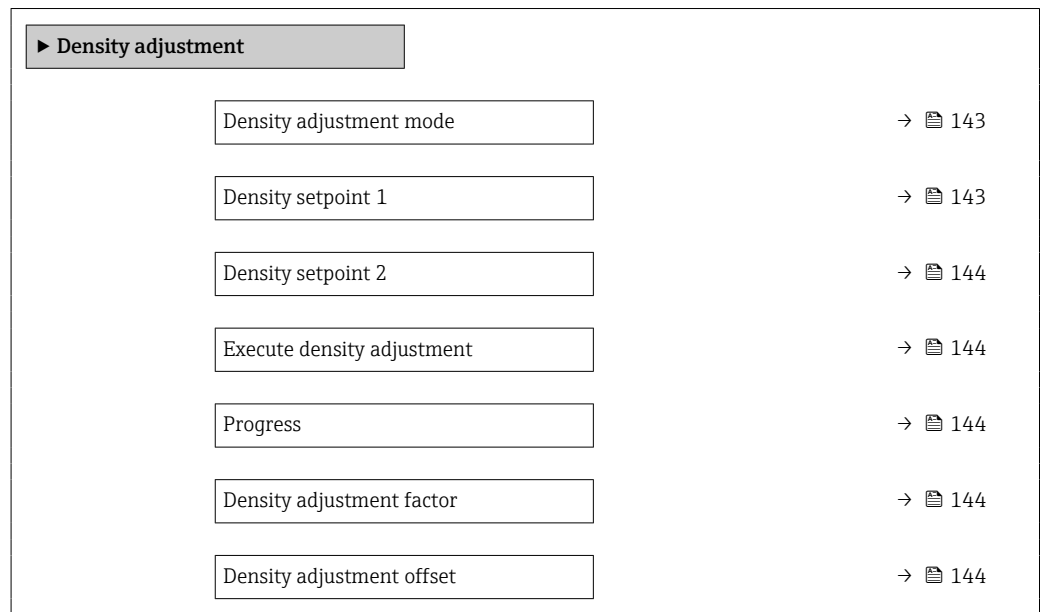 ▶ Density adjustment
Density adjustment mode → 143
Density setpoint 1 → 143
Density setpoint 2 → 144
Execute density adjustment → 144
Progress → 144
Density adjustment factor → 144
Density adjustment offset → 144